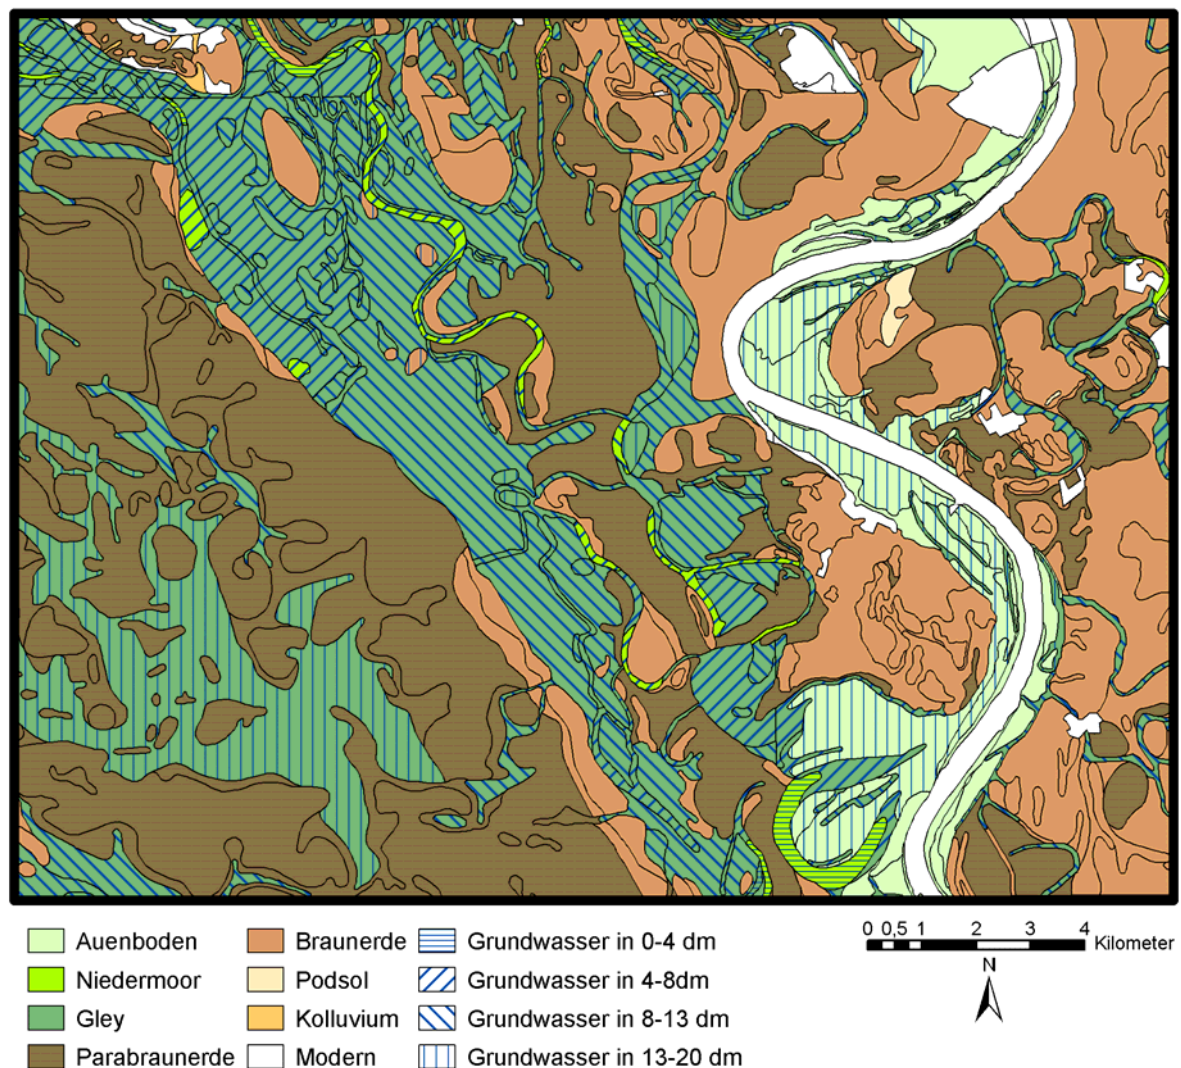 Auenboden
Niedermoor
Gley
Parabraunerde
Braunerde
Podsol
Kolluvium
Modern
Grundwasser in 0-4 dm
Grundwasser in 4-8dm
Grundwasser in 8-13 dm
Grundwasser in 13-20 dm
0 0,5 1 2 3 4
Kilometer
N